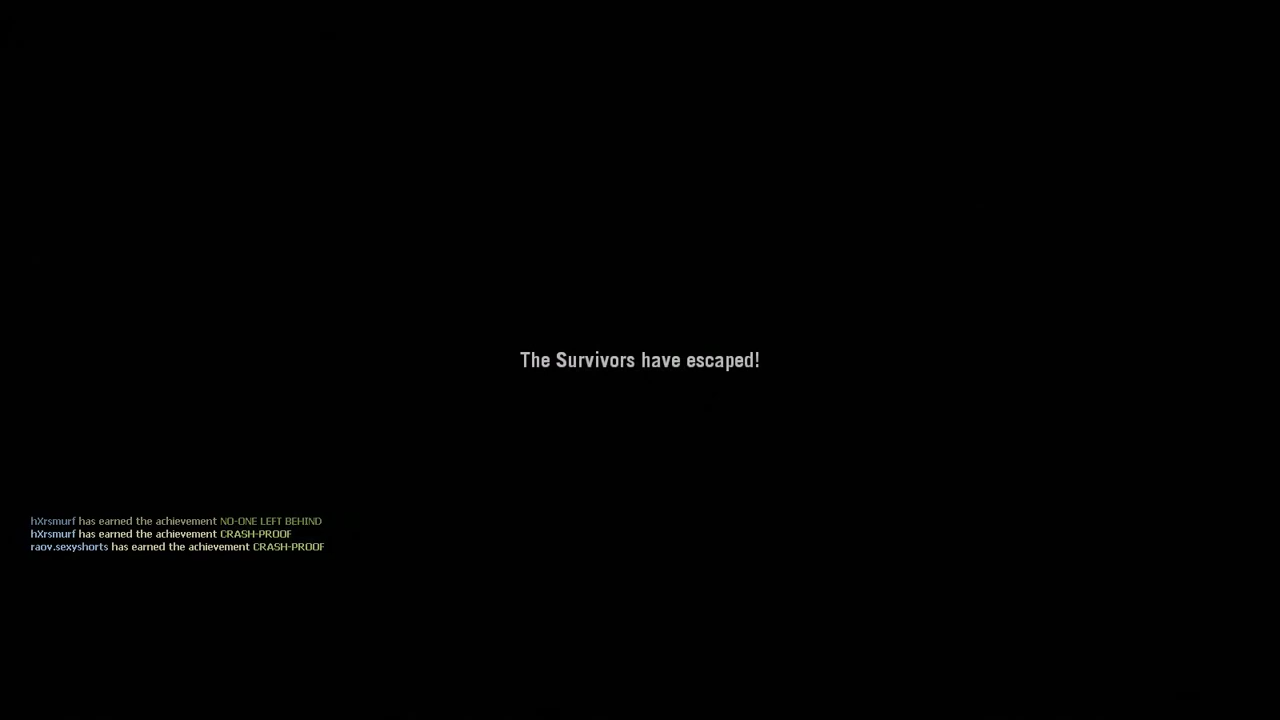 The Survivors have escaped!
hXrsmurf has earned the achievement NO-ONE LEFT BEHIND
hXrsmurf has earned the achievement CRASH-PROOF
raov.sexyshorts has earned the achievement CRASH-PROOF